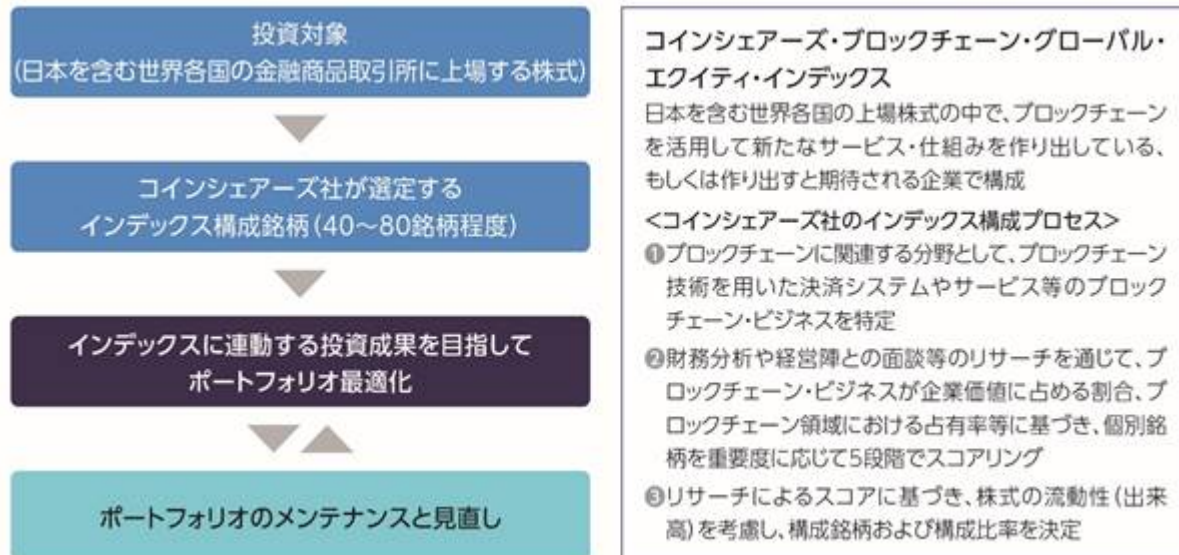 投資対象
(日本を含む世界各国の金融商品取引所に上場する株式)
コインシェアーズ社が選定する
インデックス構成銘柄(40～80銘柄程度)
インデックスに連動する投資成果を目指して
ポートフォリオ最適化
ポートフォリオのメンテナンスと見直し
コインシェアーズ・ブロックチェーン・グローバル・
エクイティ・インデックス
日本を含む世界各国の上場株式の中で、ブロックチェーン
を活用して新たなサービス・仕組みを作り出している、
もしくは作り出すと期待される企業で構成
<コインシェアーズ社のインデックス構成プロセス>
❶ブロックチェーンに関連する分野として、ブロックチェーン
技術を用いた決済システムやサービス等のブロック
チェーン・ビジネスを特定
❷財務分析や経営陣との面談等のリサーチを通じて、ブ
ロックチェーン・ビジネスが企業価値に占める割合、ブ
ロックチェーン領域における占有率等に基づき、個別銘
柄を重要度に応じて5段階でスコアリング
❸リサーチによるスコアに基づき、株式の流動性(出来
高)を考慮し、構成銘柄および構成比率を決定